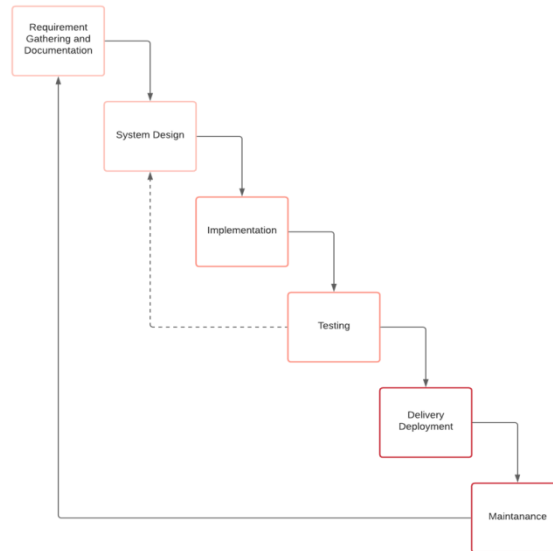 Requirement
Gathering and
Documentation
System Design
Implementation
Testing
Delivery
Deployment
Maintanance